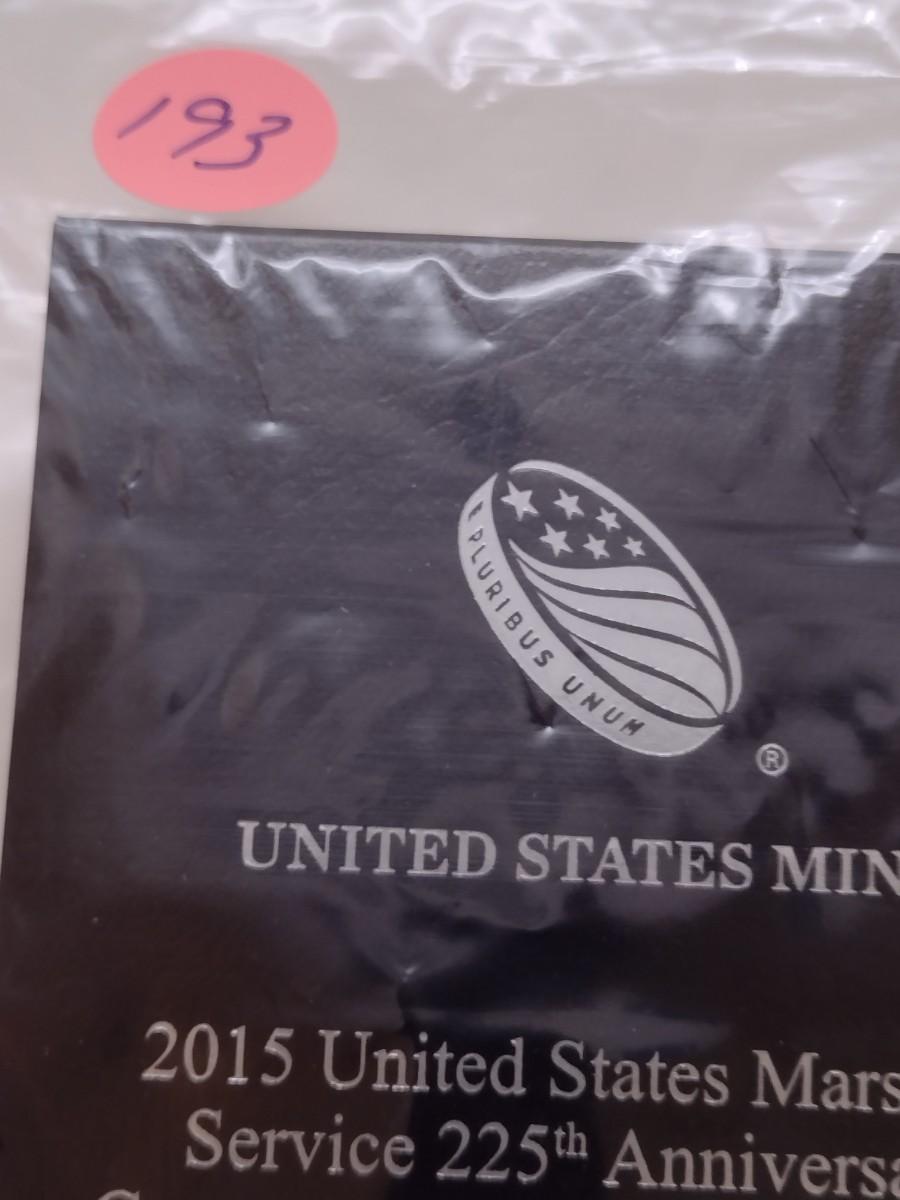 193
E PLURIBUS UNUM
®
UNITED STATES MIN
2015 United States Mars
Service 225th Anniversa